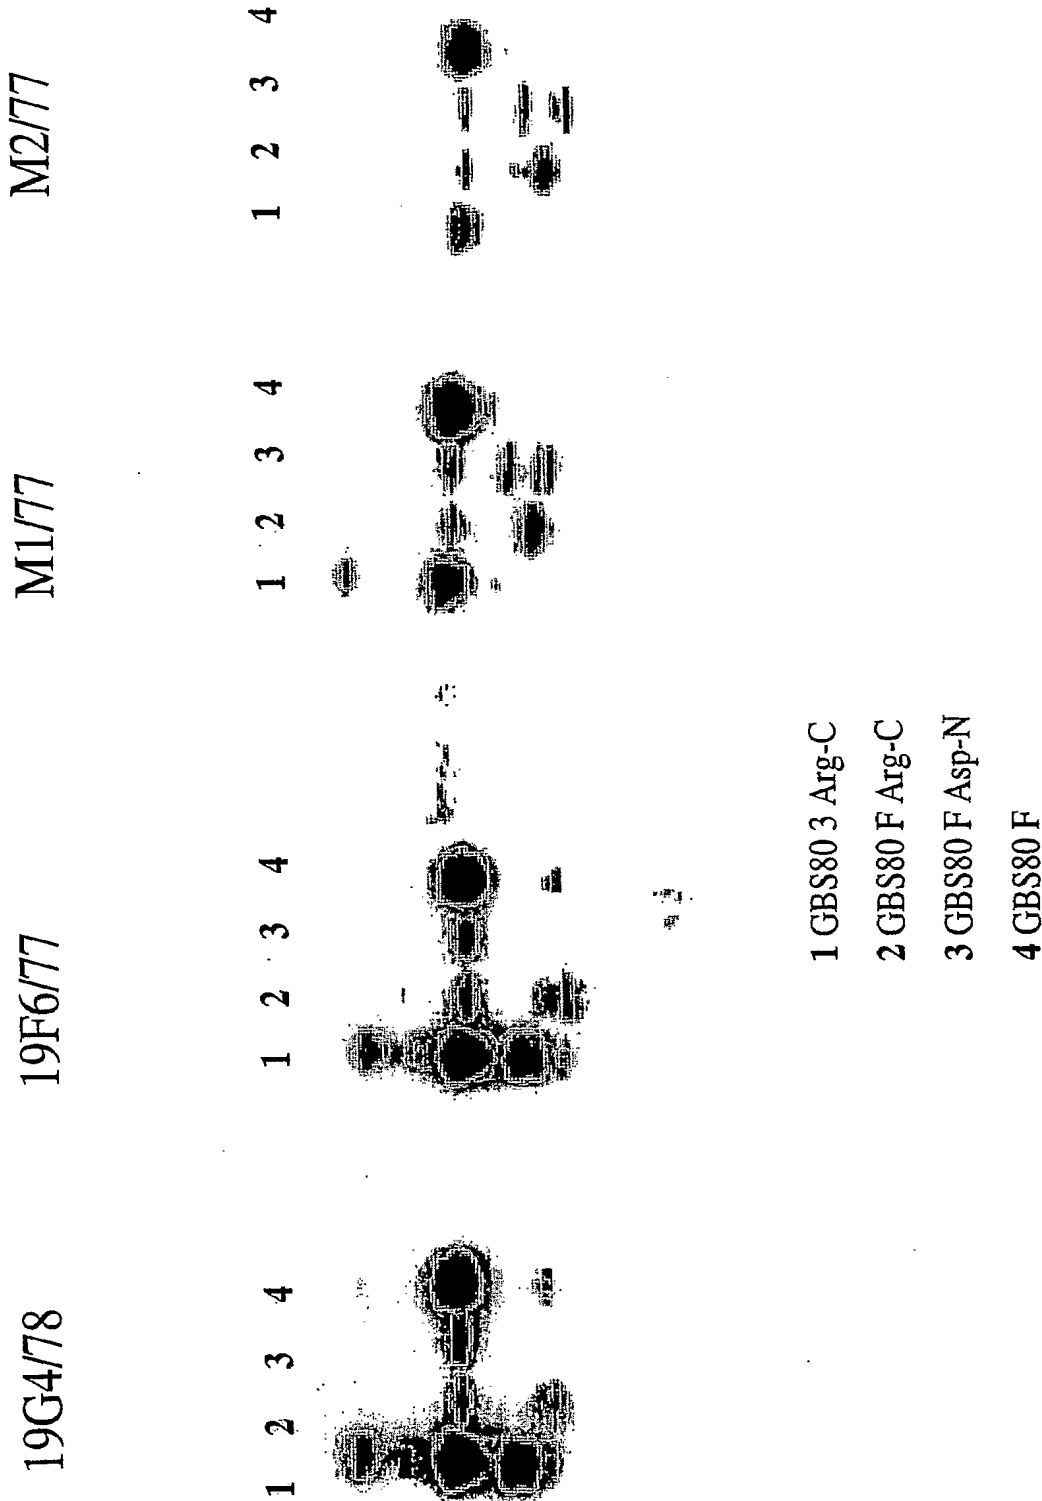 19G4/78 19F6/77 M1/77 M2/77
1 2 3 4 1 2 3 4 1 2 3 4 1 2 3 4
1 GBS80 3 Arg-C
2 GBS80 F Arg-C
3 GBS80 F Asp-N
4 GBS80 F